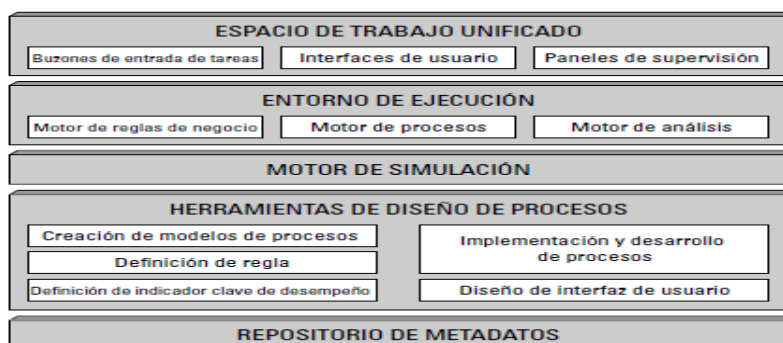 ESPACIO DE TRABAJO UNIFICADO
Buzones de entrada de tareas
Interfaces de usuario
Paneles de supervisión
ENTORNO DE EJECUCIÓN
Motor de reglas de negocio
Motor de procesos
Motor de análisis
MOTOR DE SIMULACIÓN
HERRAMIENTAS DE DISEÑO DE PROCESOS
Creación de modelos de procesos
Definición de regla
Definición de indicador clave de desempeño
Implementación y desarrollo
de procesos
Diseño de interfaz de usuario
REPOSITORIO DE METADATOS